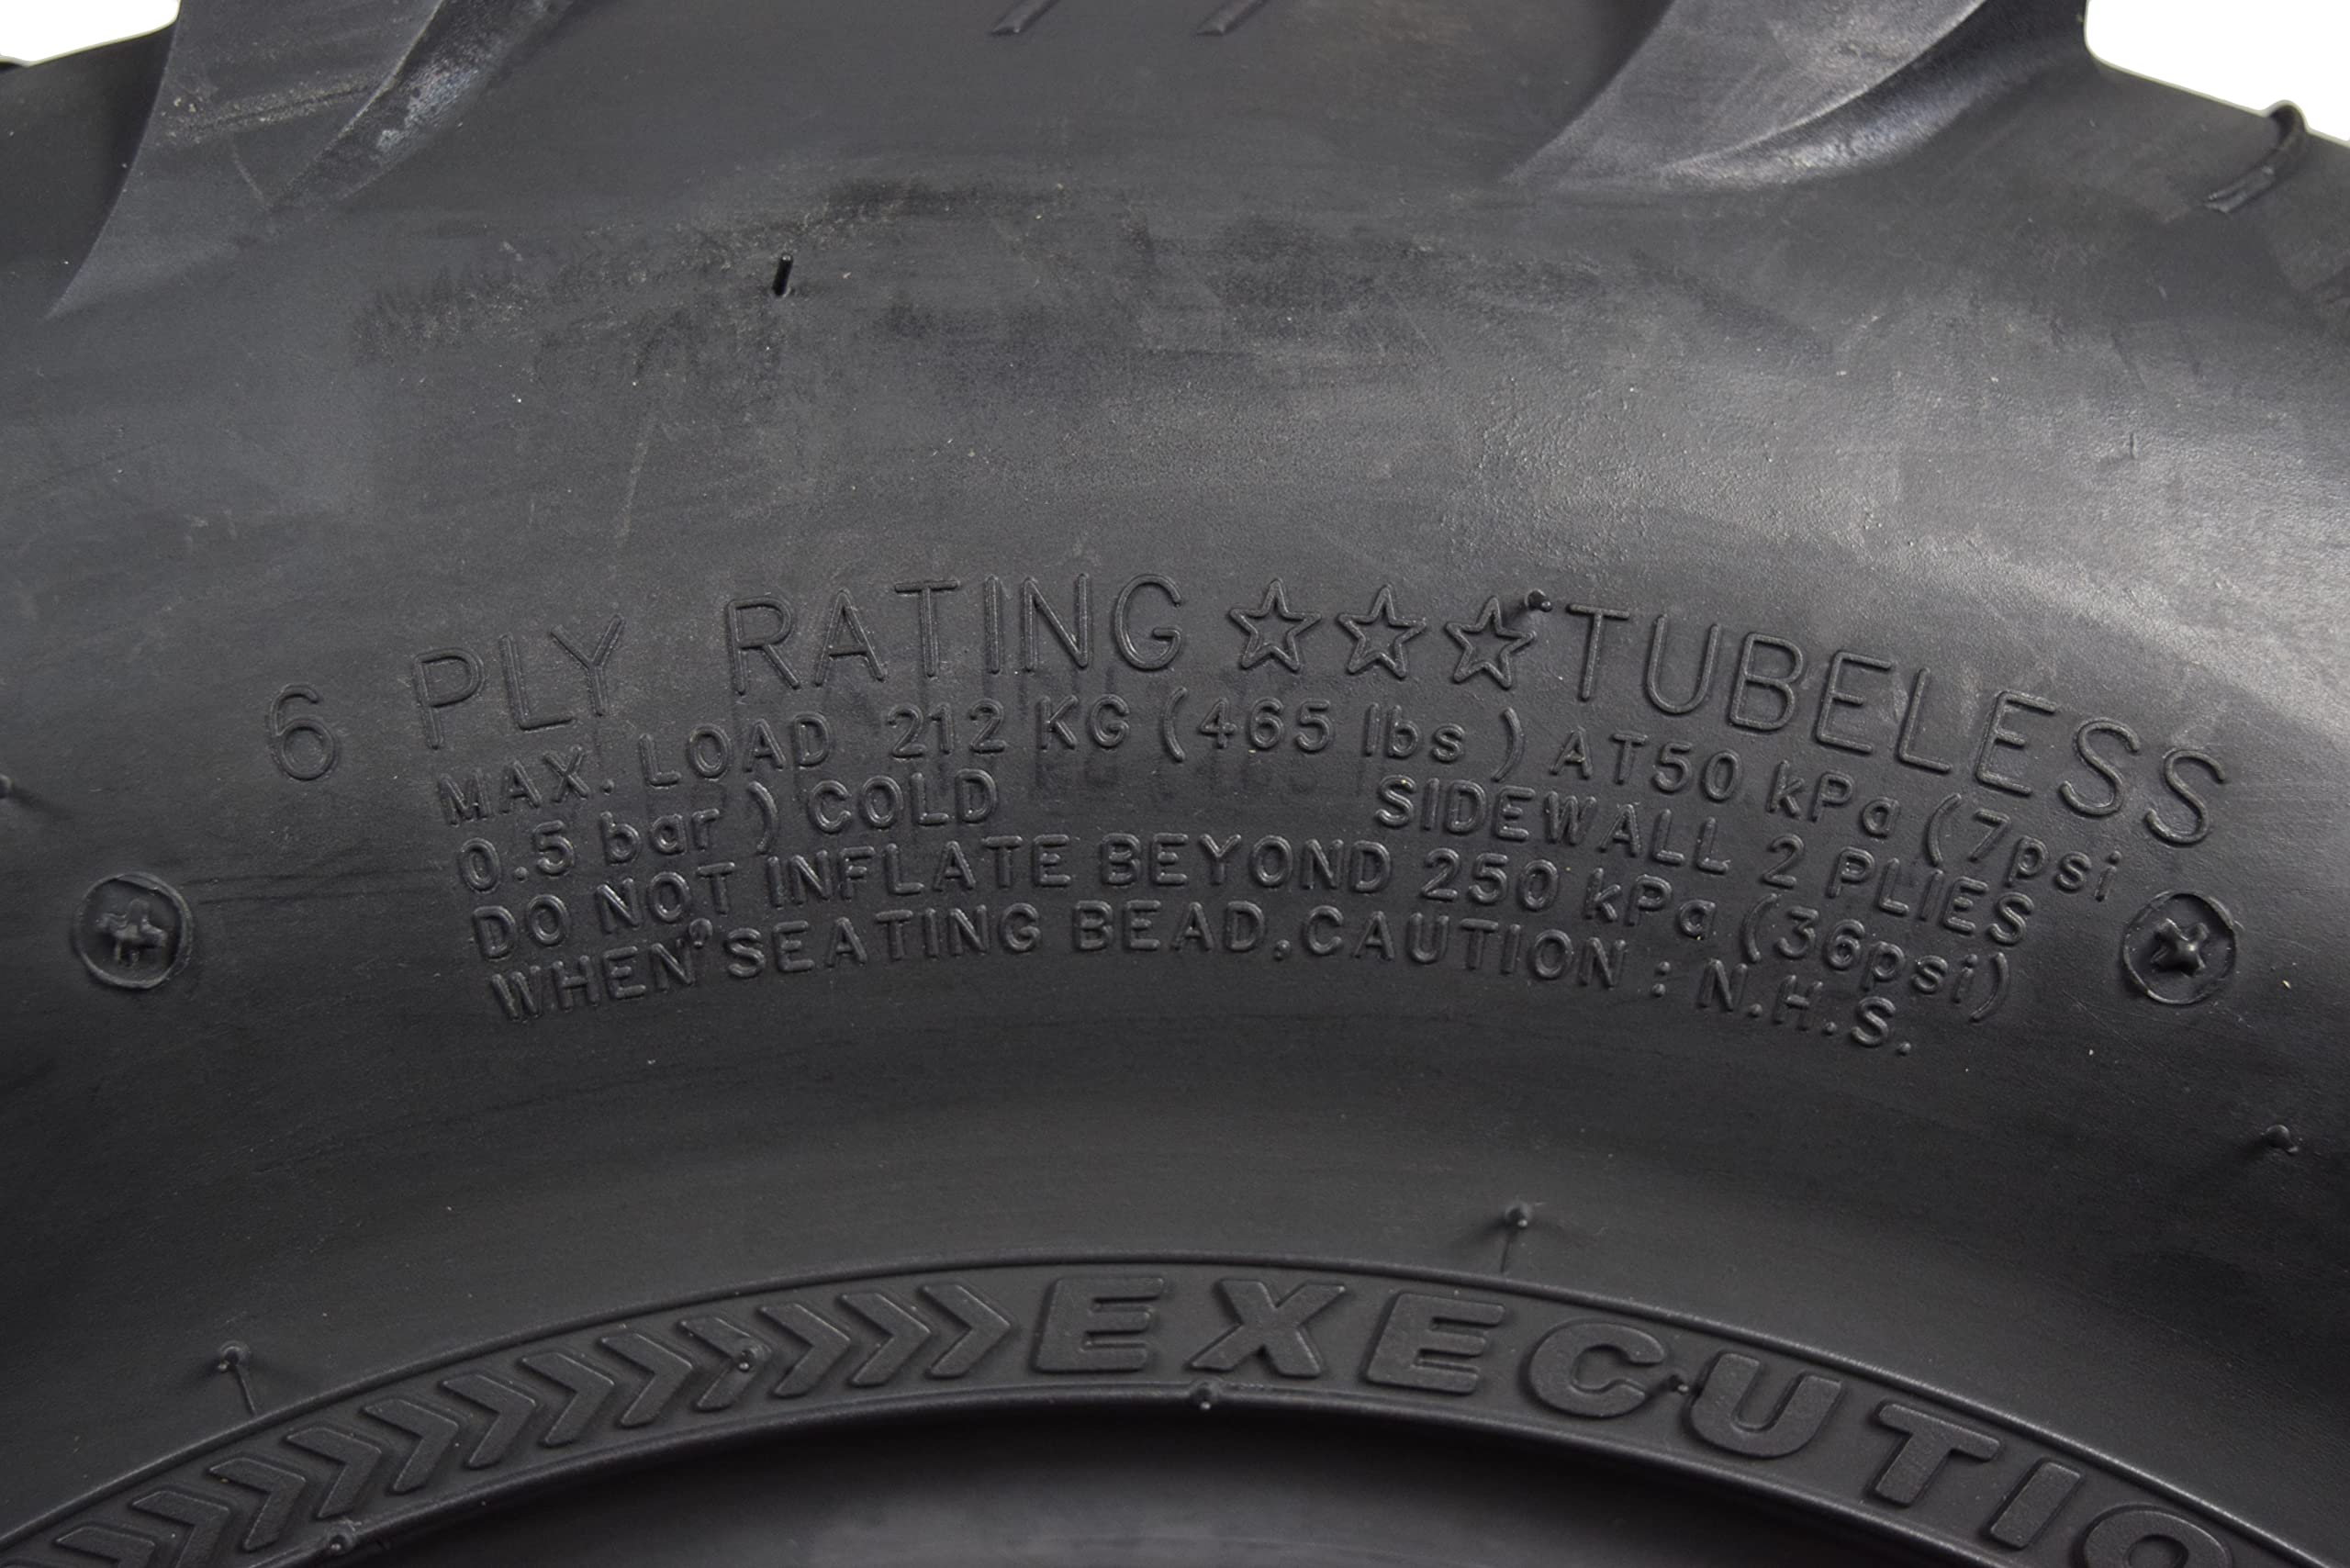 6 PLY RATING ☆☆☆ TUBELESS
MAX. LOAD 212 KG (465 lbs) AT50 kPa (7psi
0.5 bar) COLD SIDEWALL 2 PLIES
DO NOT INFLATE BEYOND 250 kPa (36psi)
WHEN SEATING BEAD,CAUTION : N.H.S.
EXECUTIO